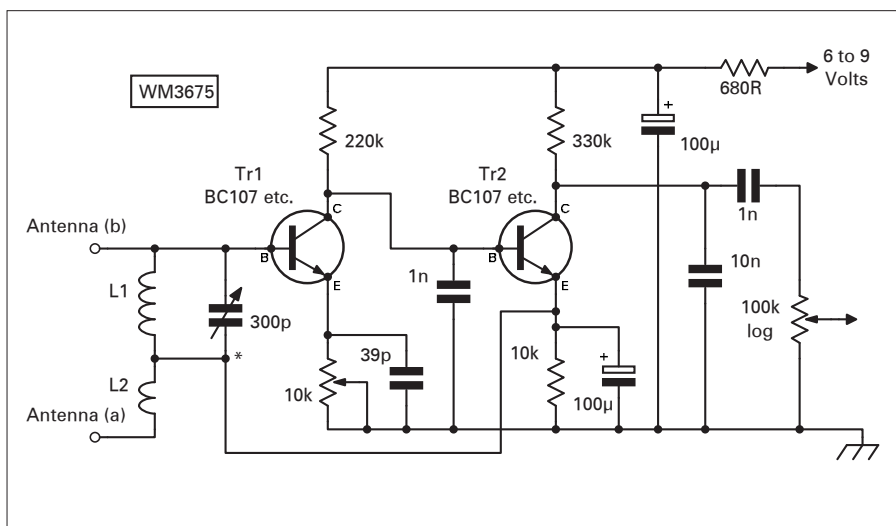 WM3675
6 to 9
Volts
680R
+
220k
330k
100µ
Tr1
BC107 etc.
Tr2
BC107 etc.
C
C
1n
Antenna (b)
B
B
1n
10n
L1
E
E
300p
100k
log
*
39p
10k
+
L2
10k
100µ
Antenna (a)